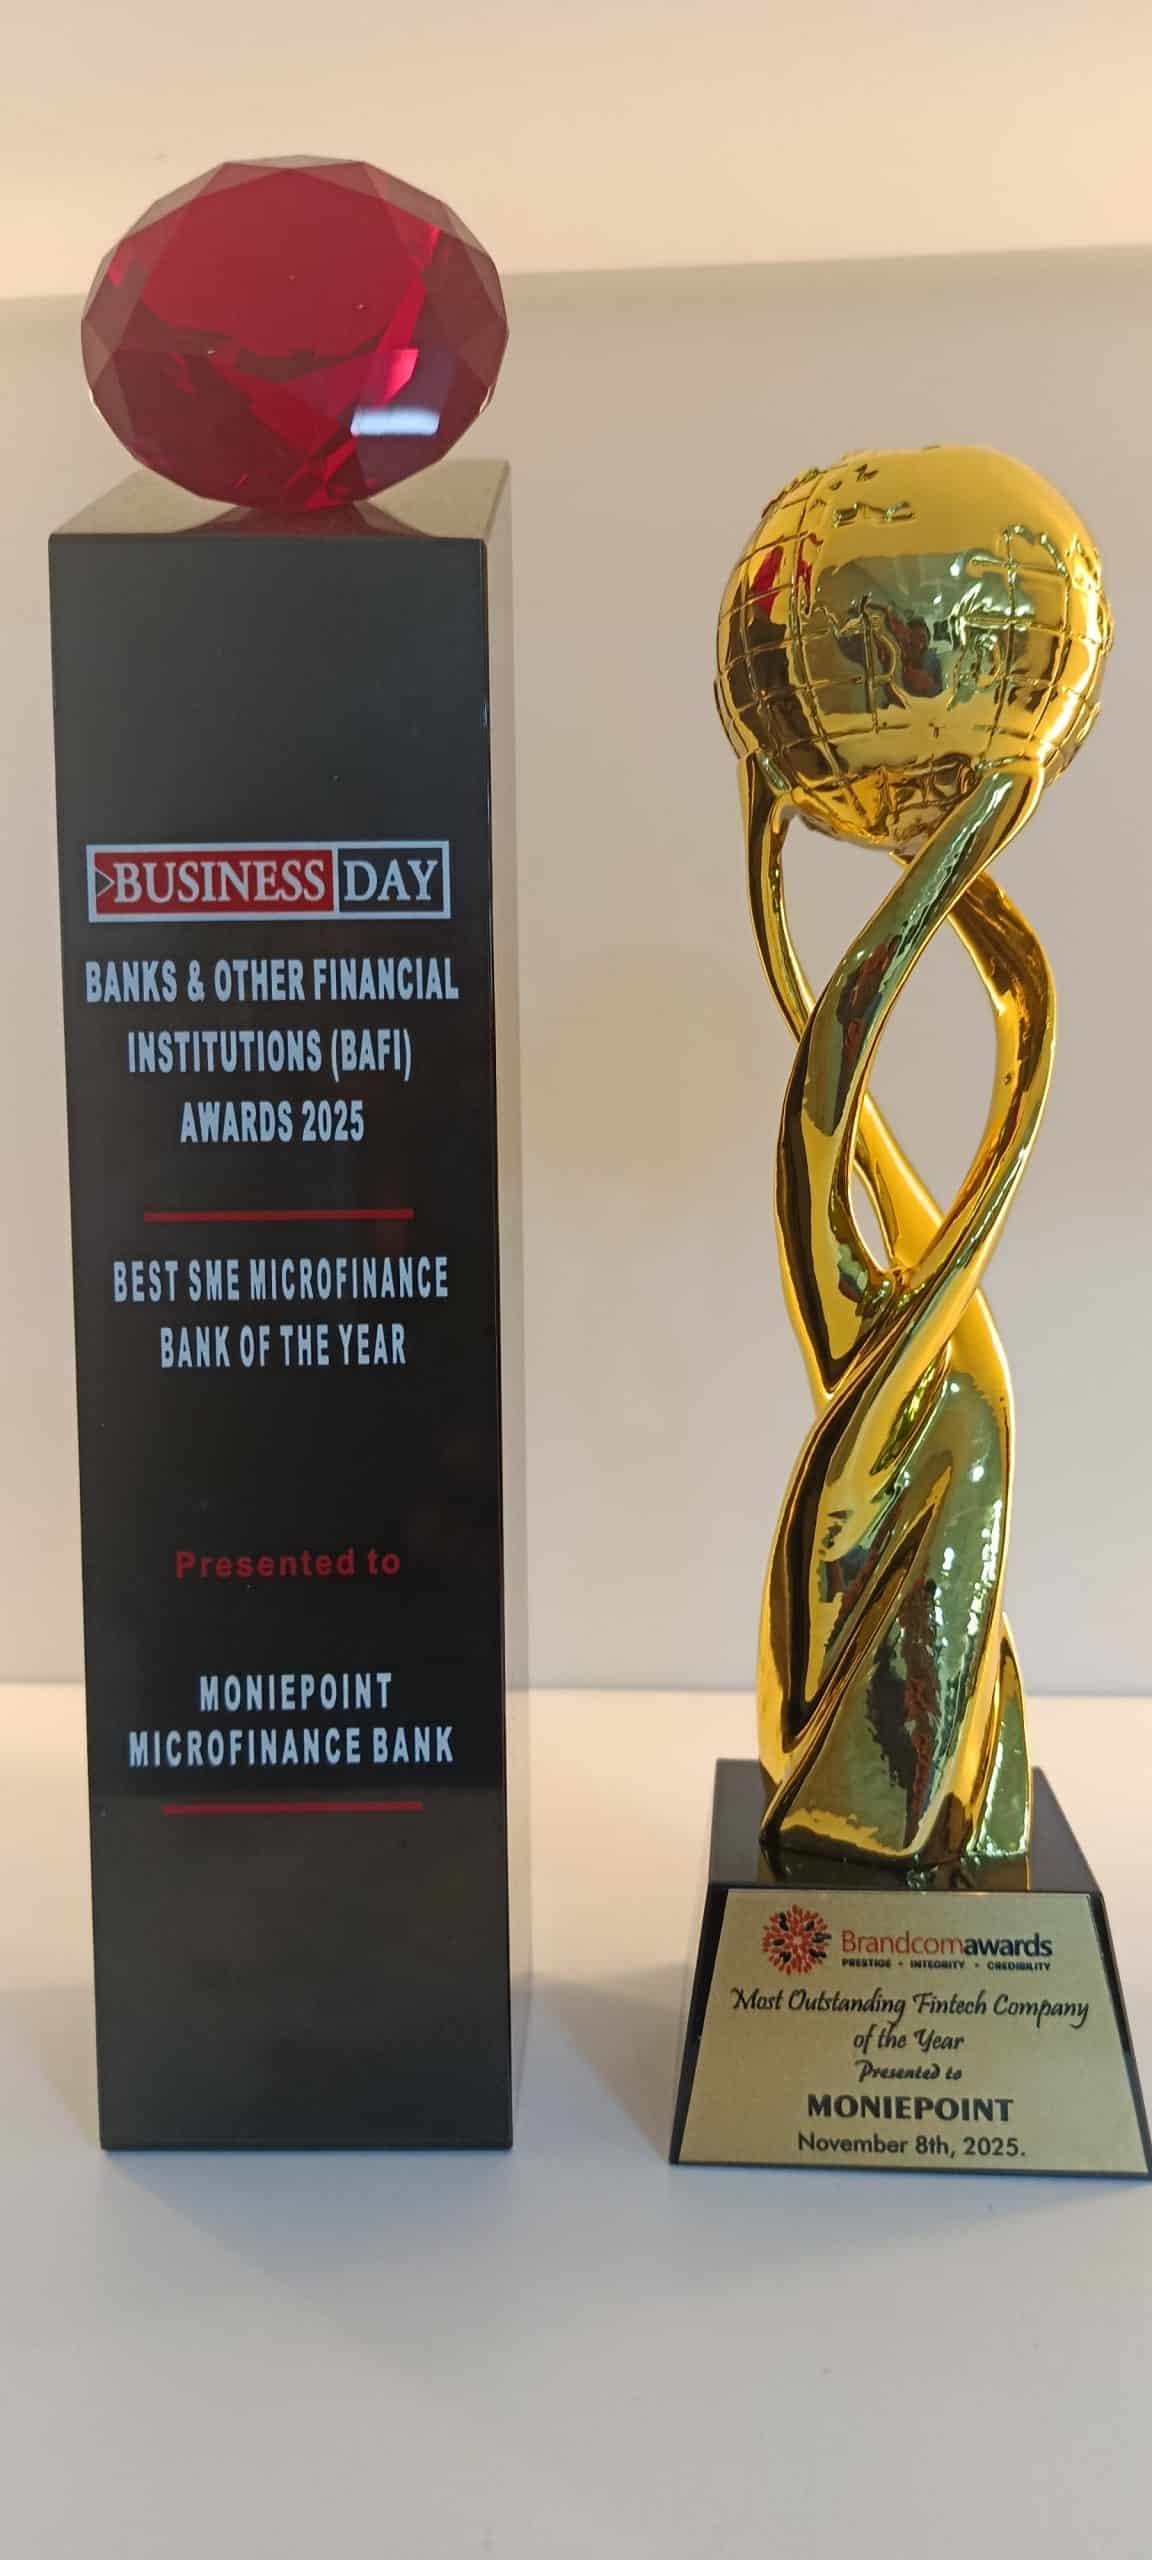 BUSINESS DAY
BANKS & OTHER FINANCIAL
INSTITUTIONS (BAFI)
AWARDS 2025
BEST SME MICROFINANCE
BANK OF THE YEAR
Presented to
MONIEPOINT
MICROFINANCE BANK
Brandcomawards
PRESTIGE • INTEGRITY • CREDIBILITY
Most Outstanding Fintech Company
of the Year
Presented to
MONIEPOINT
November 8th, 2025.